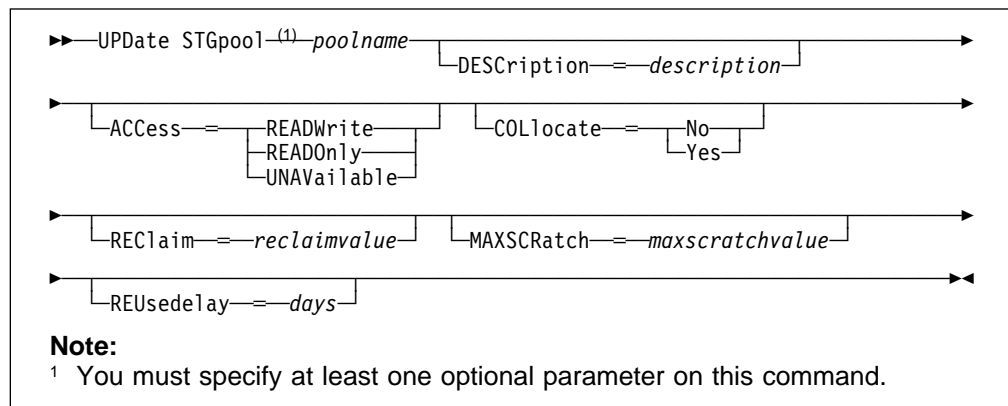 UPDate STGpool (1) poolname
DESCription = description
ACCess = READWrite COLlocate = No
READOnly Yes
UNAVailable
REClaim = reclaimvalue MAXSCRatch = maxscratchvalue
REUsedelay = days
Note:
1 You must specify at least one optional parameter on this command.